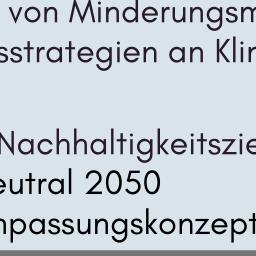 von Minderungsm
sstrategien an Klin
Nachhaltigkeitszie
eutral 2050
npassungskonzept